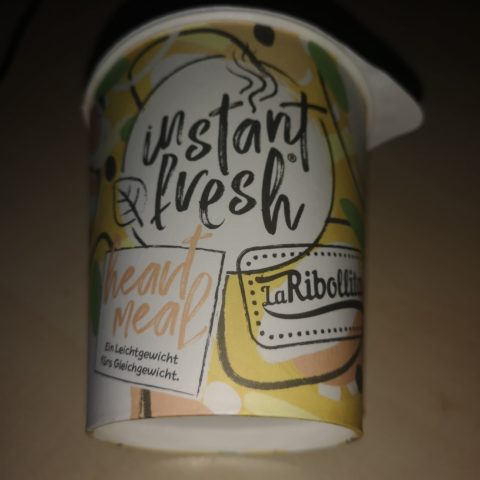 instant
fresh®
heart
meal
Ein Leichtgewicht
fürs Gleichgewicht.
La Ribollita